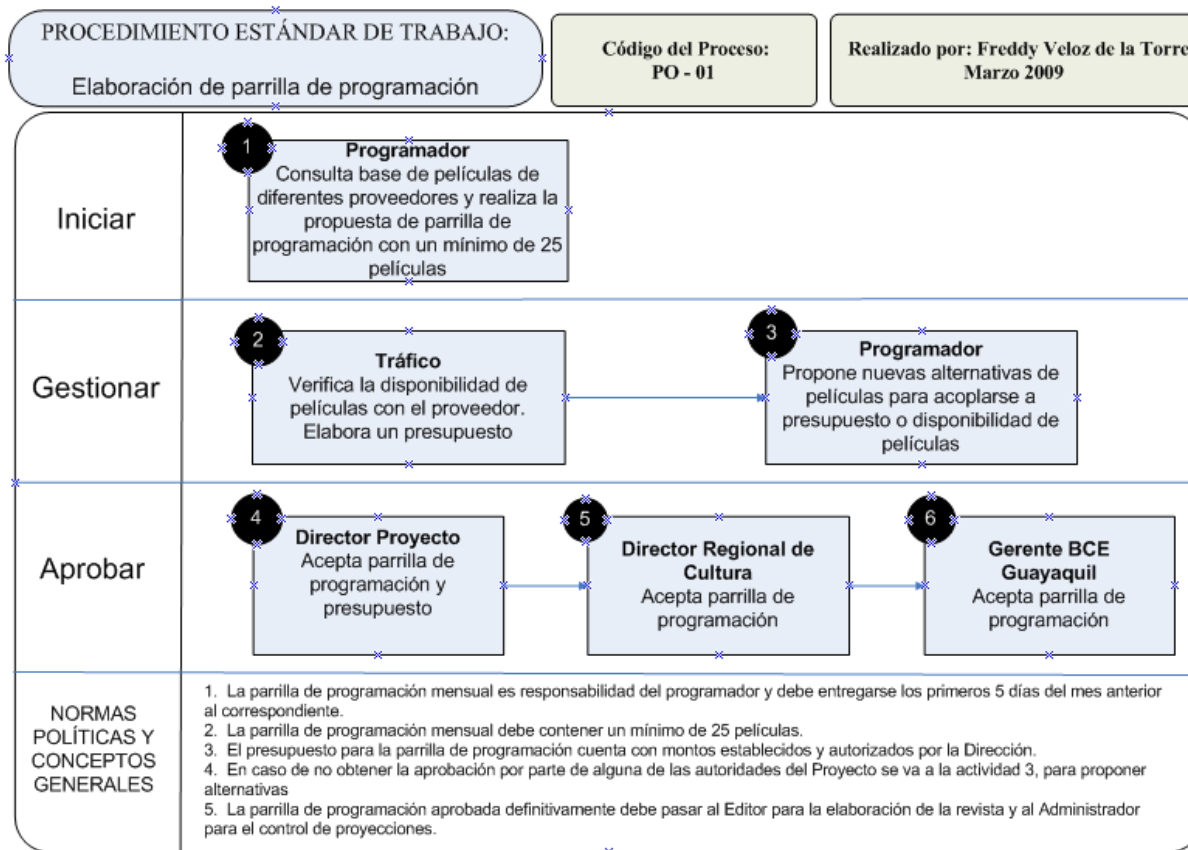 PROCEDIMIENTO ESTÁNDAR DE TRABAJO:
Elaboración de parrilla de programación
Código del Proceso:
PO - 01
Realizado por: Freddy Veloz de la Torre
Marzo 2009
Iniciar
1
Programador
Consulta base de películas de
diferentes proveedores y realiza la
propuesta de parrilla de
programación con un mínimo de 25
películas
Gestionar
2
Tráfico
Verifica la disponibilidad de
películas con el proveedor.
Elabora un presupuesto
3
Programador
Propone nuevas alternativas de
películas para acoplarse a
presupuesto o disponibilidad de
películas
Aprobar
4
Director Proyecto
Acepta parrilla de
programación y
presupuesto
5
Director Regional de
Cultura
Acepta parrilla de
programación
6
Gerente BCE
Guayaquil
Acepta parrilla de
programación
NORMAS
POLÍTICAS Y
CONCEPTOS
GENERALES
1. La parrilla de programación mensual es responsabilidad del programador y debe entregarse los primeros 5 días del mes anterior
al correspondiente.
2. La parrilla de programación mensual debe contener un mínimo de 25 películas.
3. El presupuesto para la parrilla de programación cuenta con montos establecidos y autorizados por la Dirección.
4. En caso de no obtener la aprobación por parte de alguna de las autoridades del Proyecto se va a la actividad 3, para proponer
alternativas
5. La parrilla de programación aprobada definitivamente debe pasar al Editor para la elaboración de la revista y al Administrador
para el control de proyecciones.